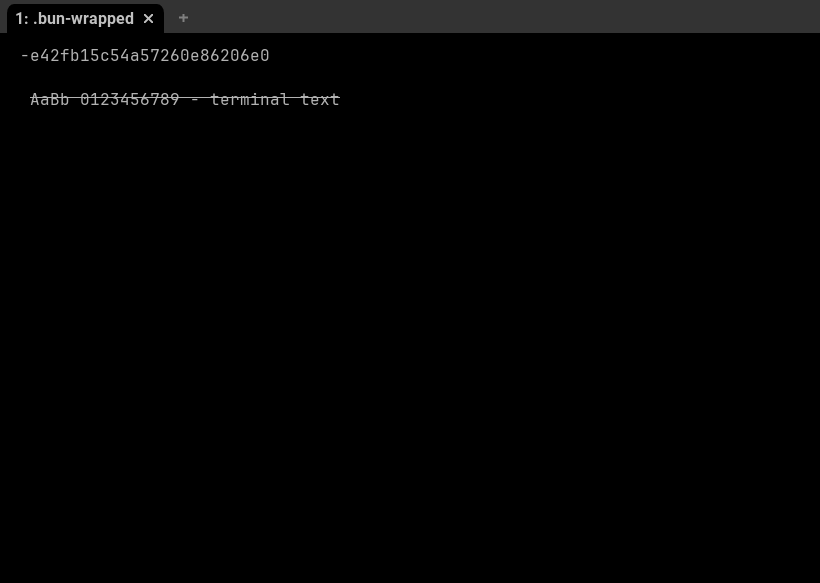 1: .bun-wrapped × +
-e42fb15c54a57260e86206e0
AaBb 0123456789 - terminal text